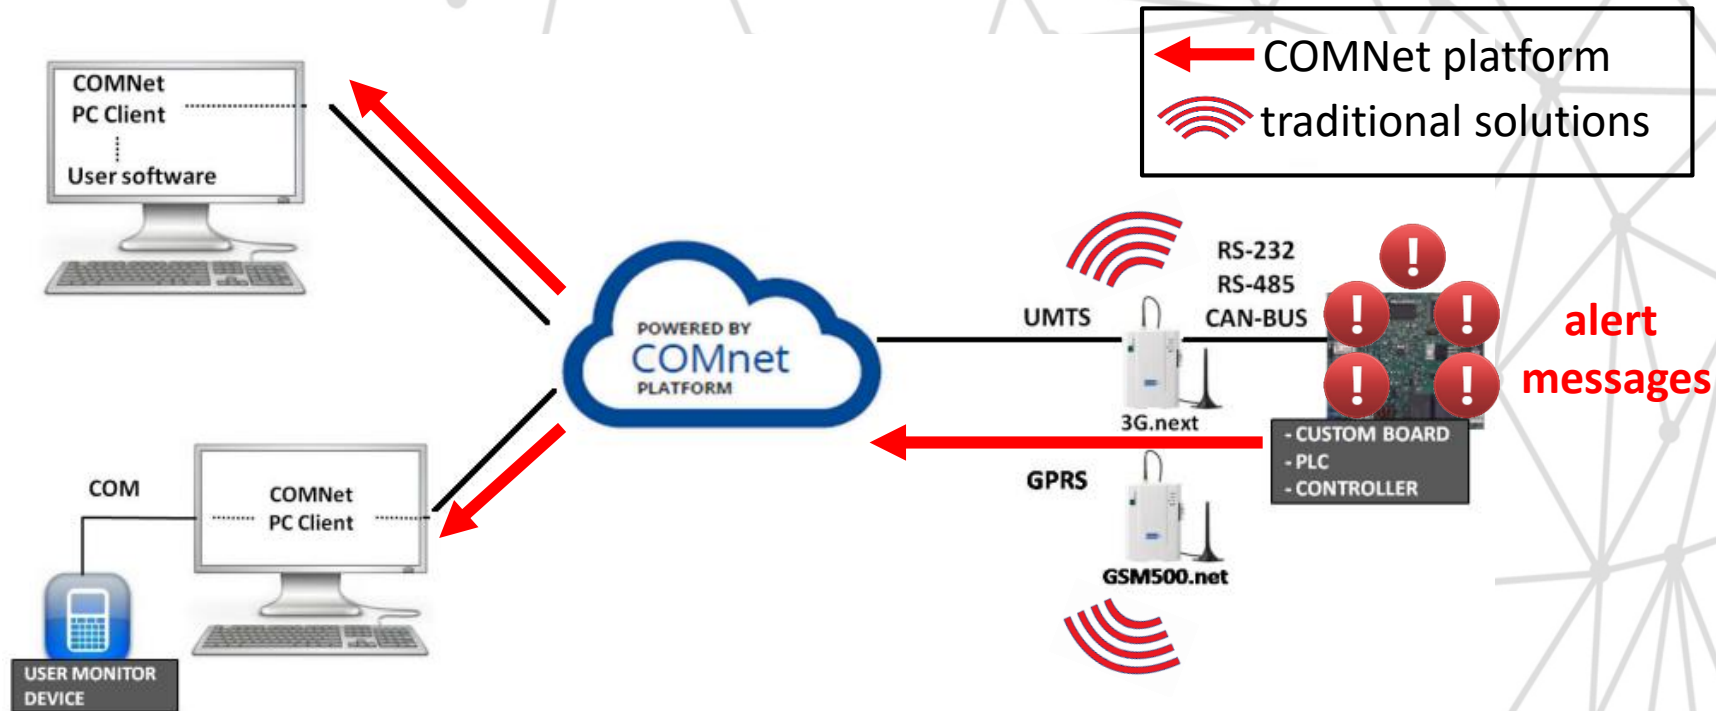 COMNet platform
traditional solutions
COMNet
PC Client
User software
POWERED BY
COMnet
PLATFORM
UMTS
RS-232
RS-485
CAN-BUS
!
!
!
!
!
alert
messages
3G.next
- CUSTOM BOARD
- PLC
- CONTROLLER
GPRS
GSM500.net
COM
COMNet
PC Client
USER MONITOR
DEVICE